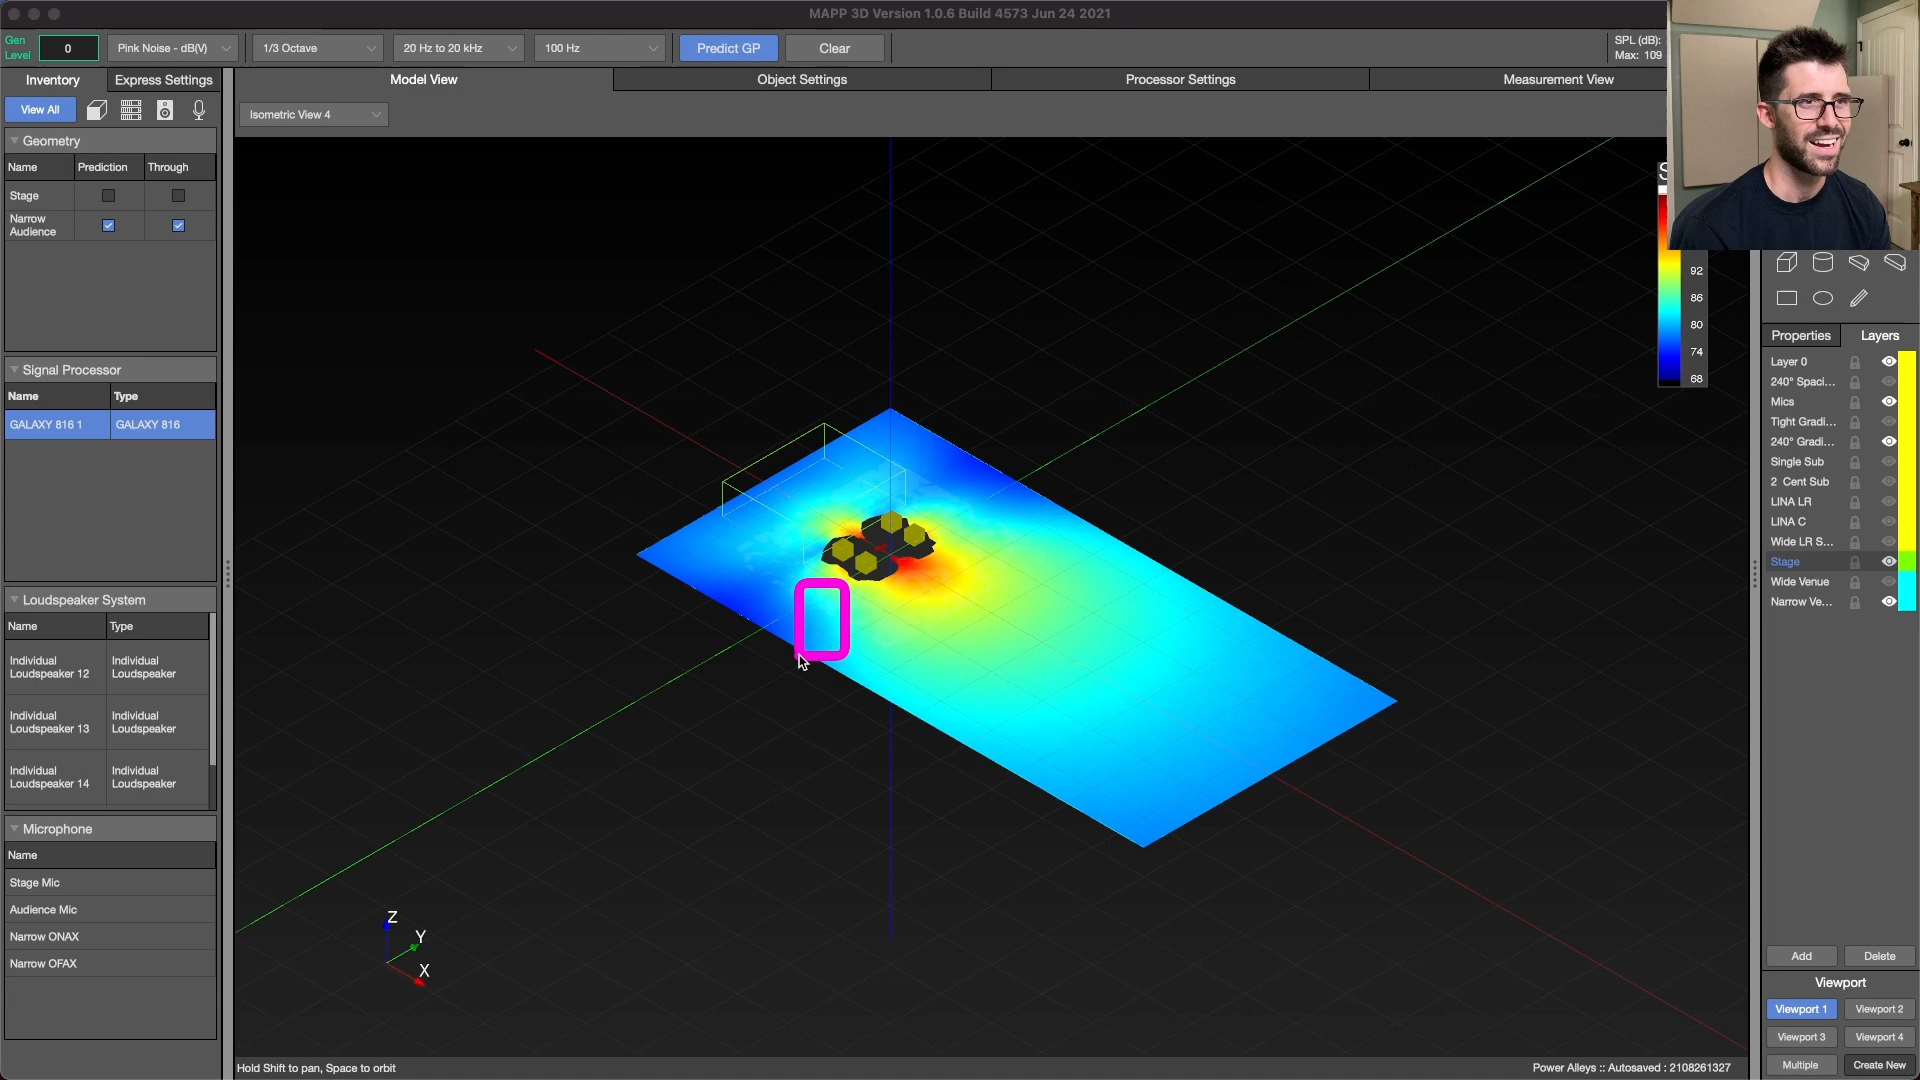 MAPP 3D Version 1.0.6 Build 4573 Jun 24 2021
Gen Level
0
Pink Noise - dB(V)
1/3 Octave
20 Hz to 20 kHz
100 Hz
Predict GP
Clear
SPL (dB):
Max: 109
Inventory
Express Settings
Model View
Object Settings
Processor Settings
Measurement View
View All
Isometric View 4
Geometry
Name
Prediction
Through
Stage
Narrow
Audience
Signal Processor
Name
Type
GALAXY 816 1
GALAXY 816
Loudspeaker System
Name
Type
Individual
Loudspeaker 12
Individual
Loudspeaker
Individual
Loudspeaker 13
Individual
Loudspeaker
Individual
Loudspeaker 14
Individual
Loudspeaker
Microphone
Name
Stage Mic
Audience Mic
Narrow ONAX
Narrow OFAX
92
86
80
74
68
Z
Y
X
Properties
Layers
Layer 0
240° Spaci...
Mics
Tight Gradi...
240° Gradi...
Single Sub
2 Cent Sub
LINA LR
LINA C
Wide LR S...
Stage
Wide Venue
Narrow Ve...
Add
Delete
Viewport
Viewport 1
Viewport 2
Viewport 3
Viewport 4
Multiple
Create New
Hold Shift to pan, Space to orbit
Power Alleys :: Autosaved : 2108261327